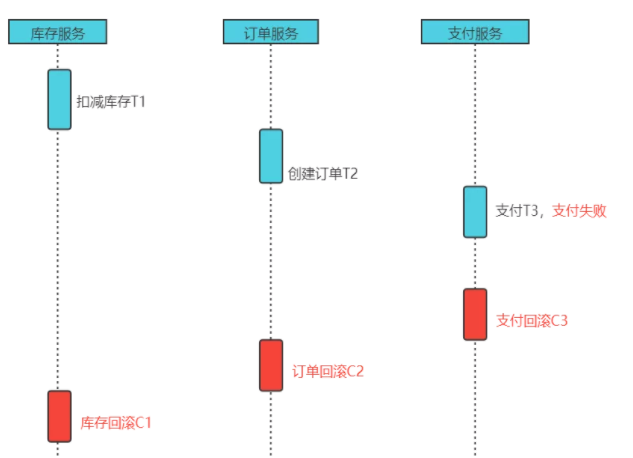 库存服务
订单服务
支付服务
扣减库存T1
创建订单T2
支付T3，支付失败
支付回滚C3
订单回滚C2
库存回滚C1